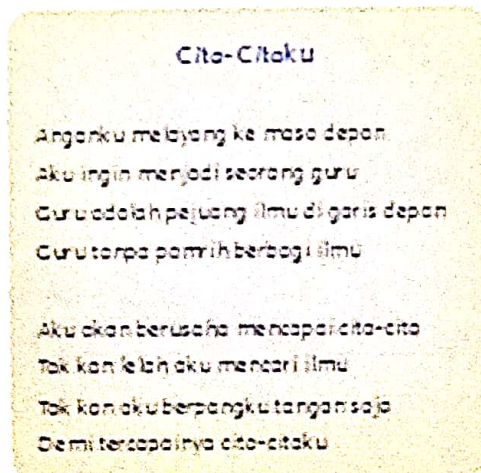 Cita-Citaku
Anganku melayang ke masa depan
Aku ingin menjadi seorang guru
Guru adalah pejuang ilmu di garis depan
Guru tanpa pamrih berbagi ilmu
Aku akan berusaha mencapai cita-cita
Tak kan lelah aku mencari ilmu
Tak kan aku berpangku tangan saja
Demi tercapainya cita-citaku